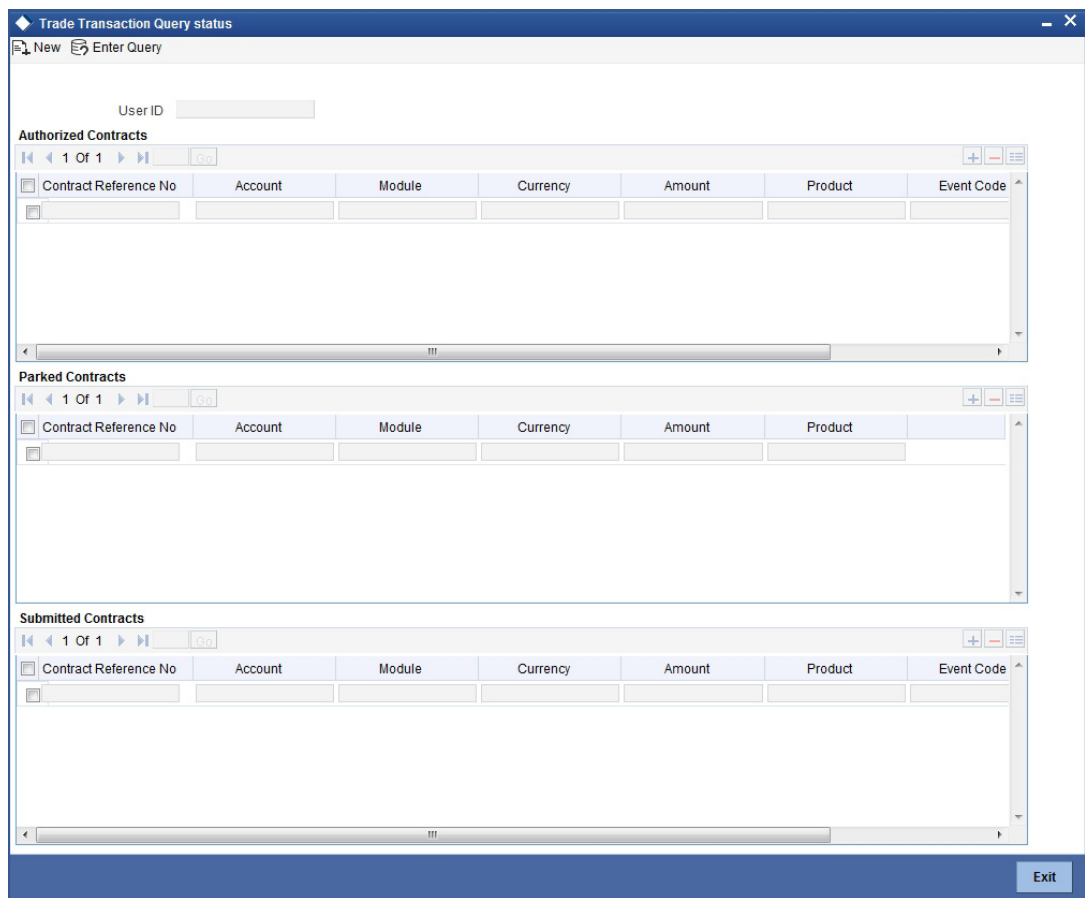 Trade Transaction Query status
New Enter Query
User ID
Authorized Contracts
1 Of 1 Go
Contract Reference No Account Module Currency Amount Product Event Code
Parked Contracts
1 Of 1 Go
Contract Reference No Account Module Currency Amount Product
Submitted Contracts
1 Of 1 Go
Contract Reference No Account Module Currency Amount Product Event Code
Exit